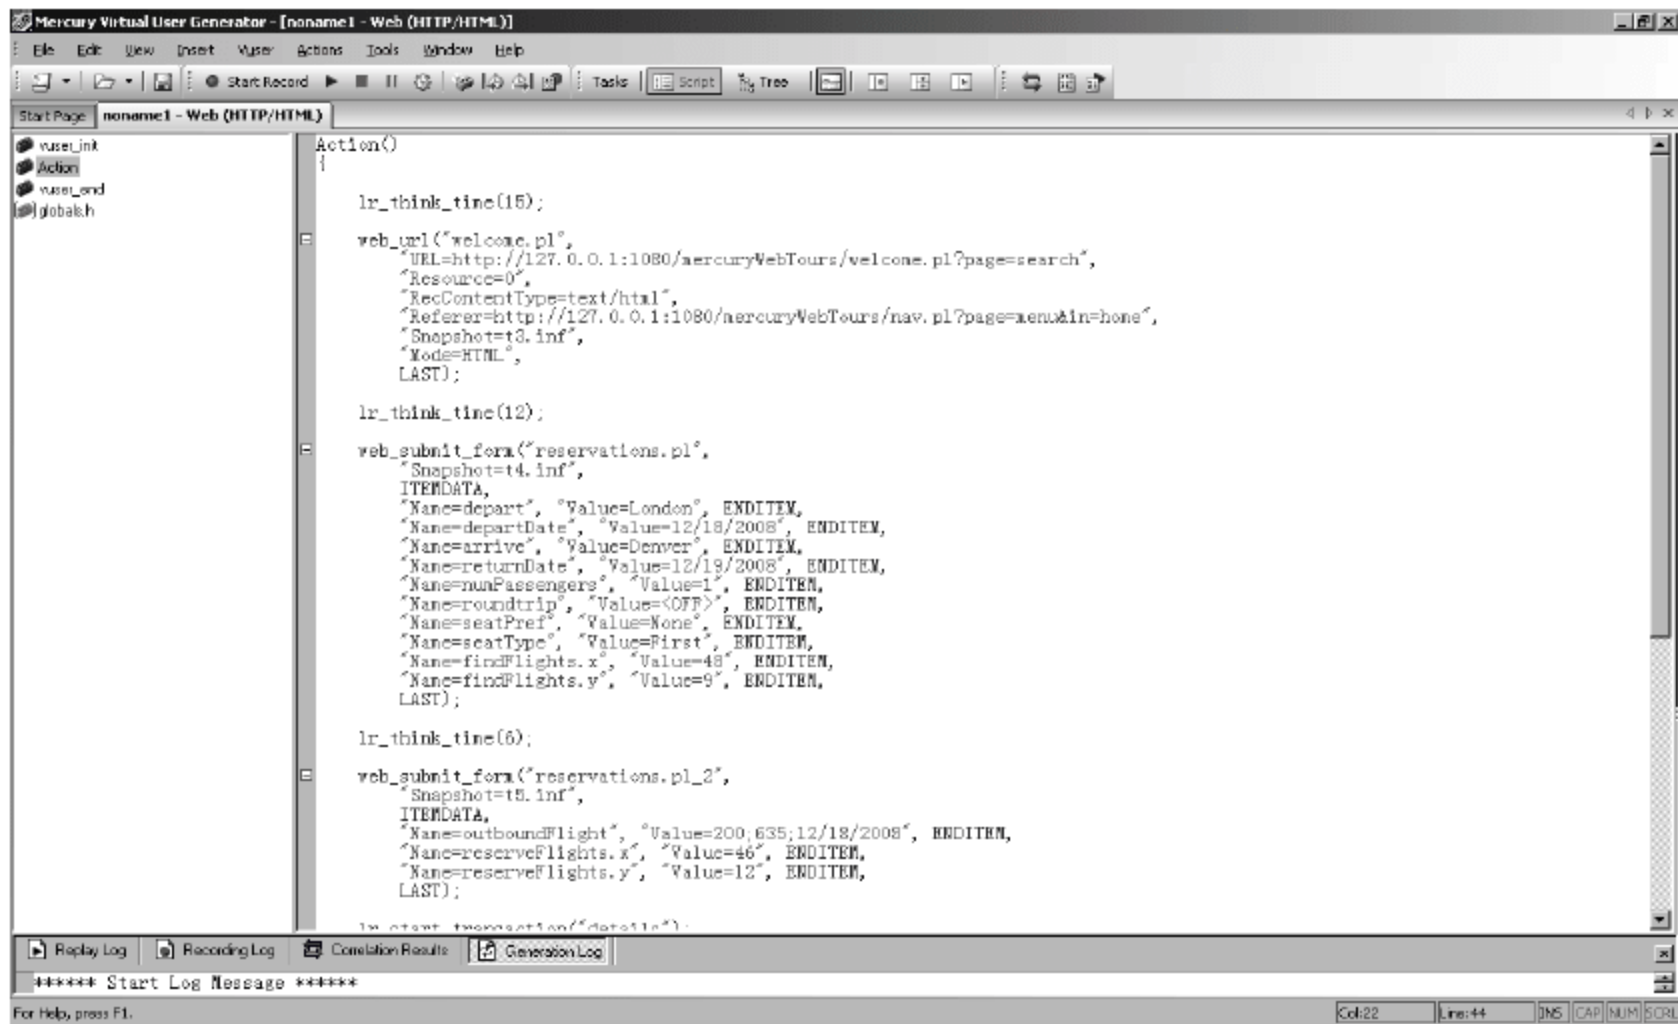 Mercury Virtual User Generator - [noname1 - Web (HTTP/HTML)]
File Edit View Insert Vuser Actions Tools Window Help
Start Record Tasks Script Tree
Start Page noname1 - Web (HTTP/HTML)
vuser_init
Action
vuser_end
globals.h
Action()
{
lr_think_time(15);
web_url("welcome.pl",
"URL=http://127.0.0.1:1080/mercuryWebTours/welcome.pl?page=search",
"Resource=0",
"RecContentType=text/html",
"Referer=http://127.0.0.1:1080/mercuryWebTours/nav.pl?page=menu&in=home",
"Snapshot=t3.inf",
"Mode=HTML",
LAST);
lr_think_time(12);
web_submit_form("reservations.pl",
"Snapshot=t4.inf",
ITEMDATA,
"Name=depart", "Value=London", ENDITEM,
"Name=departDate", "Value=12/18/2008", ENDITEM,
"Name=arrive", "Value=Denver", ENDITEM,
"Name=returnDate", "Value=12/19/2008", ENDITEM,
"Name=numPassengers", "Value=1", ENDITEM,
"Name=roundtrip", "Value=<OFF>", ENDITEM,
"Name=seatPref", "Value=None", ENDITEM,
"Name=seatType", "Value=First", ENDITEM,
"Name=findFlights.x", "Value=48", ENDITEM,
"Name=findFlights.y", "Value=9", ENDITEM,
LAST);
lr_think_time(6);
web_submit_form("reservations.pl_2",
"Snapshot=t5.inf",
ITEMDATA,
"Name=outboundFlight", "Value=200;635;12/18/2008", ENDITEM,
"Name=reserveFlights.x", "Value=46", ENDITEM,
"Name=reserveFlights.y", "Value=12", ENDITEM,
LAST);
lr_start_transaction("details");
Replay Log Recording Log Correlation Results Generation Log
****** Start Log Message ******
For Help, press F1. Col:22 Line:44 INS CAP NUM SCRL